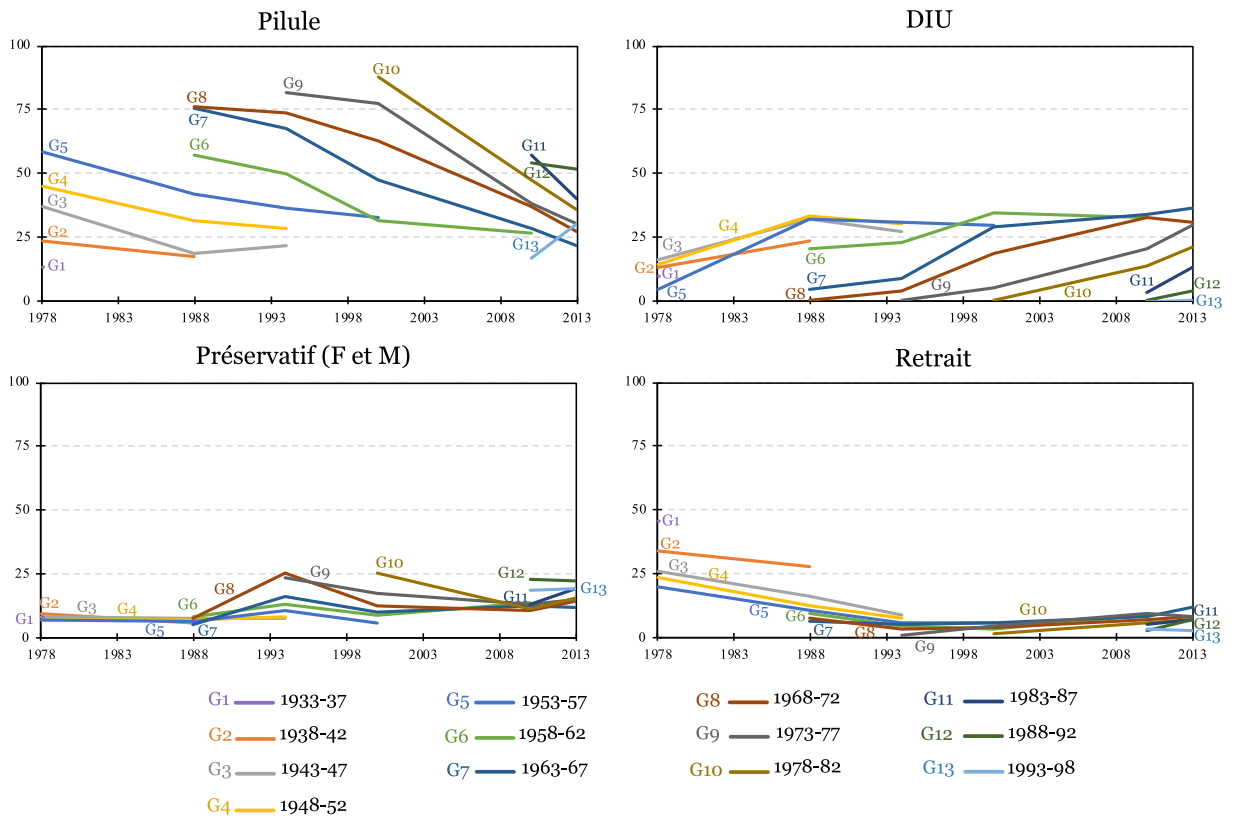 Pilule
100
75
50
25
0
1978 1983 1988 1993 1998 2003 2008 2013
G1
G2
G3
G4
G5
G6
G7
G8
G9
G10
G11
G12
G13
DIU
100
75
50
25
0
1978 1983 1988 1993 1998 2003 2008 2013
G1
G2
G3
G4
G5
G6
G7
G8
G9
G10
G11
G12
G13
Préservatif (F et M)
100
75
50
25
0
1978 1983 1988 1993 1998 2003 2008 2013
G1
G2
G3
G4
G5
G6
G7
G8
G9
G10
G11
G12
G13
Retrait
100
75
50
25
0
1978 1983 1988 1993 1998 2003 2008 2013
G1
G2
G3
G4
G5
G6
G7
G8
G9
G10
G11
G12
G13
G1 1933-37
G2 1938-42
G3 1943-47
G4 1948-52
G5 1953-57
G6 1958-62
G7 1963-67
G8 1968-72
G9 1973-77
G10 1978-82
G11 1983-87
G12 1988-92
G13 1993-98